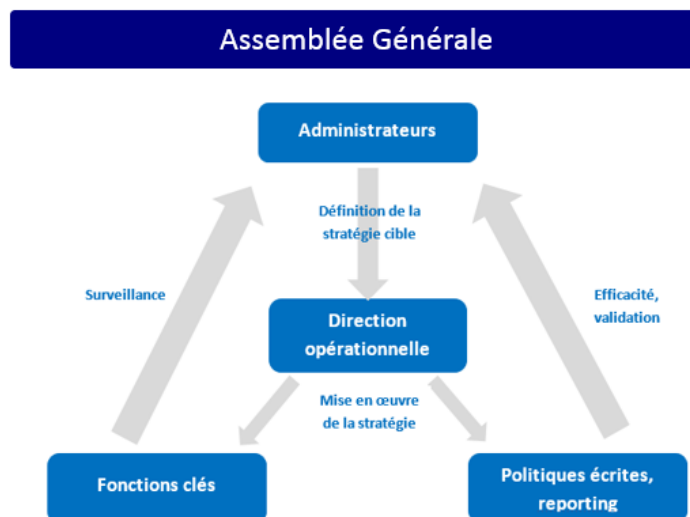 Assemblée Générale
Administrateurs
Définition de la
stratégie cible
Surveillance
Efficacité,
validation
Direction
opérationnelle
Mise en œuvre
de la stratégie
Fonctions clés
Politiques écrites,
reporting